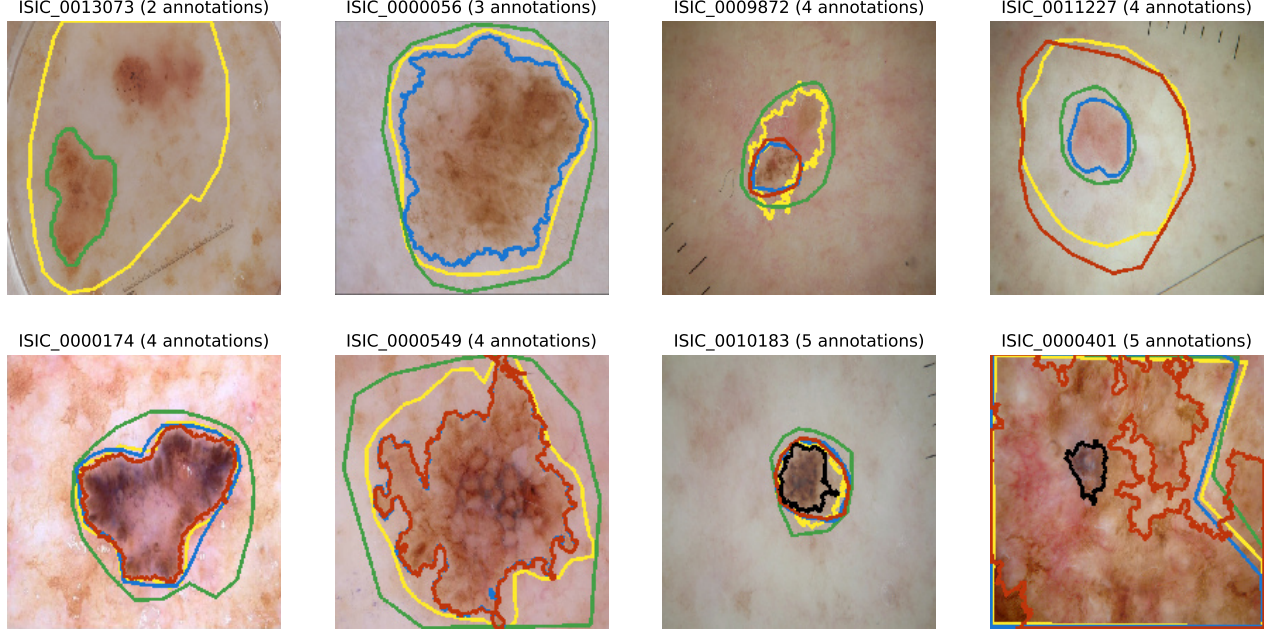 ISIC_0013073 (2 annotations)
ISIC_0000056 (3 annotations)
ISIC_0009872 (4 annotations)
ISIC_0011227 (4 annotations)
ISIC_0000174 (4 annotations)
ISIC_0000549 (4 annotations)
ISIC_0010183 (5 annotations)
ISIC_0000401 (5 annotations)